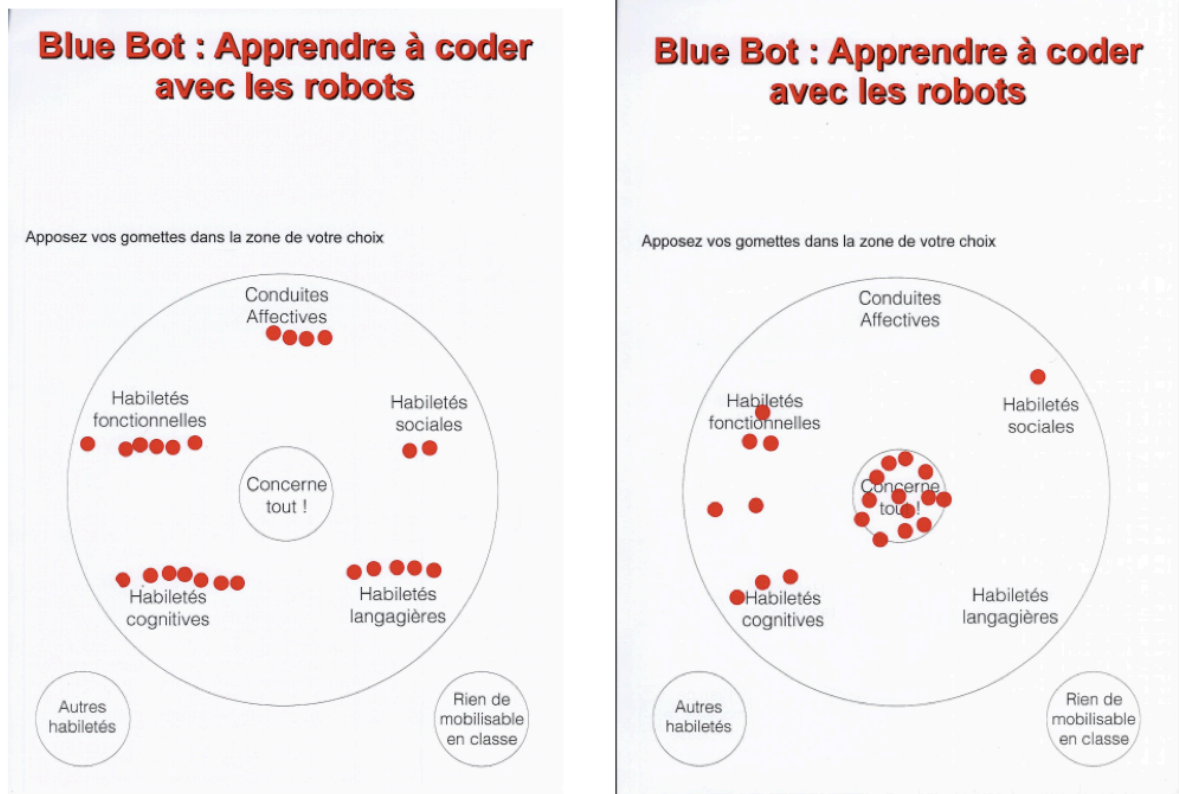 Blue Bot : Apprendre à coder
avec les robots
Apposez vos gomettes dans la zone de votre choix
Conduites
Affectives
Habiletés
fonctionnelles
Habiletés
sociales
Concerne
tout !
Habiletés
cognitives
Habiletés
langagières
Autres
habiletés
Rien de
mobilisable
en classe
Blue Bot : Apprendre à coder
avec les robots
Apposez vos gomettes dans la zone de votre choix
Conduites
Affectives
Habiletés
fonctionnelles
Habiletés
sociales
Concerne
tout !
Habiletés
cognitives
Habiletés
langagières
Autres
habiletés
Rien de
mobilisable
en classe